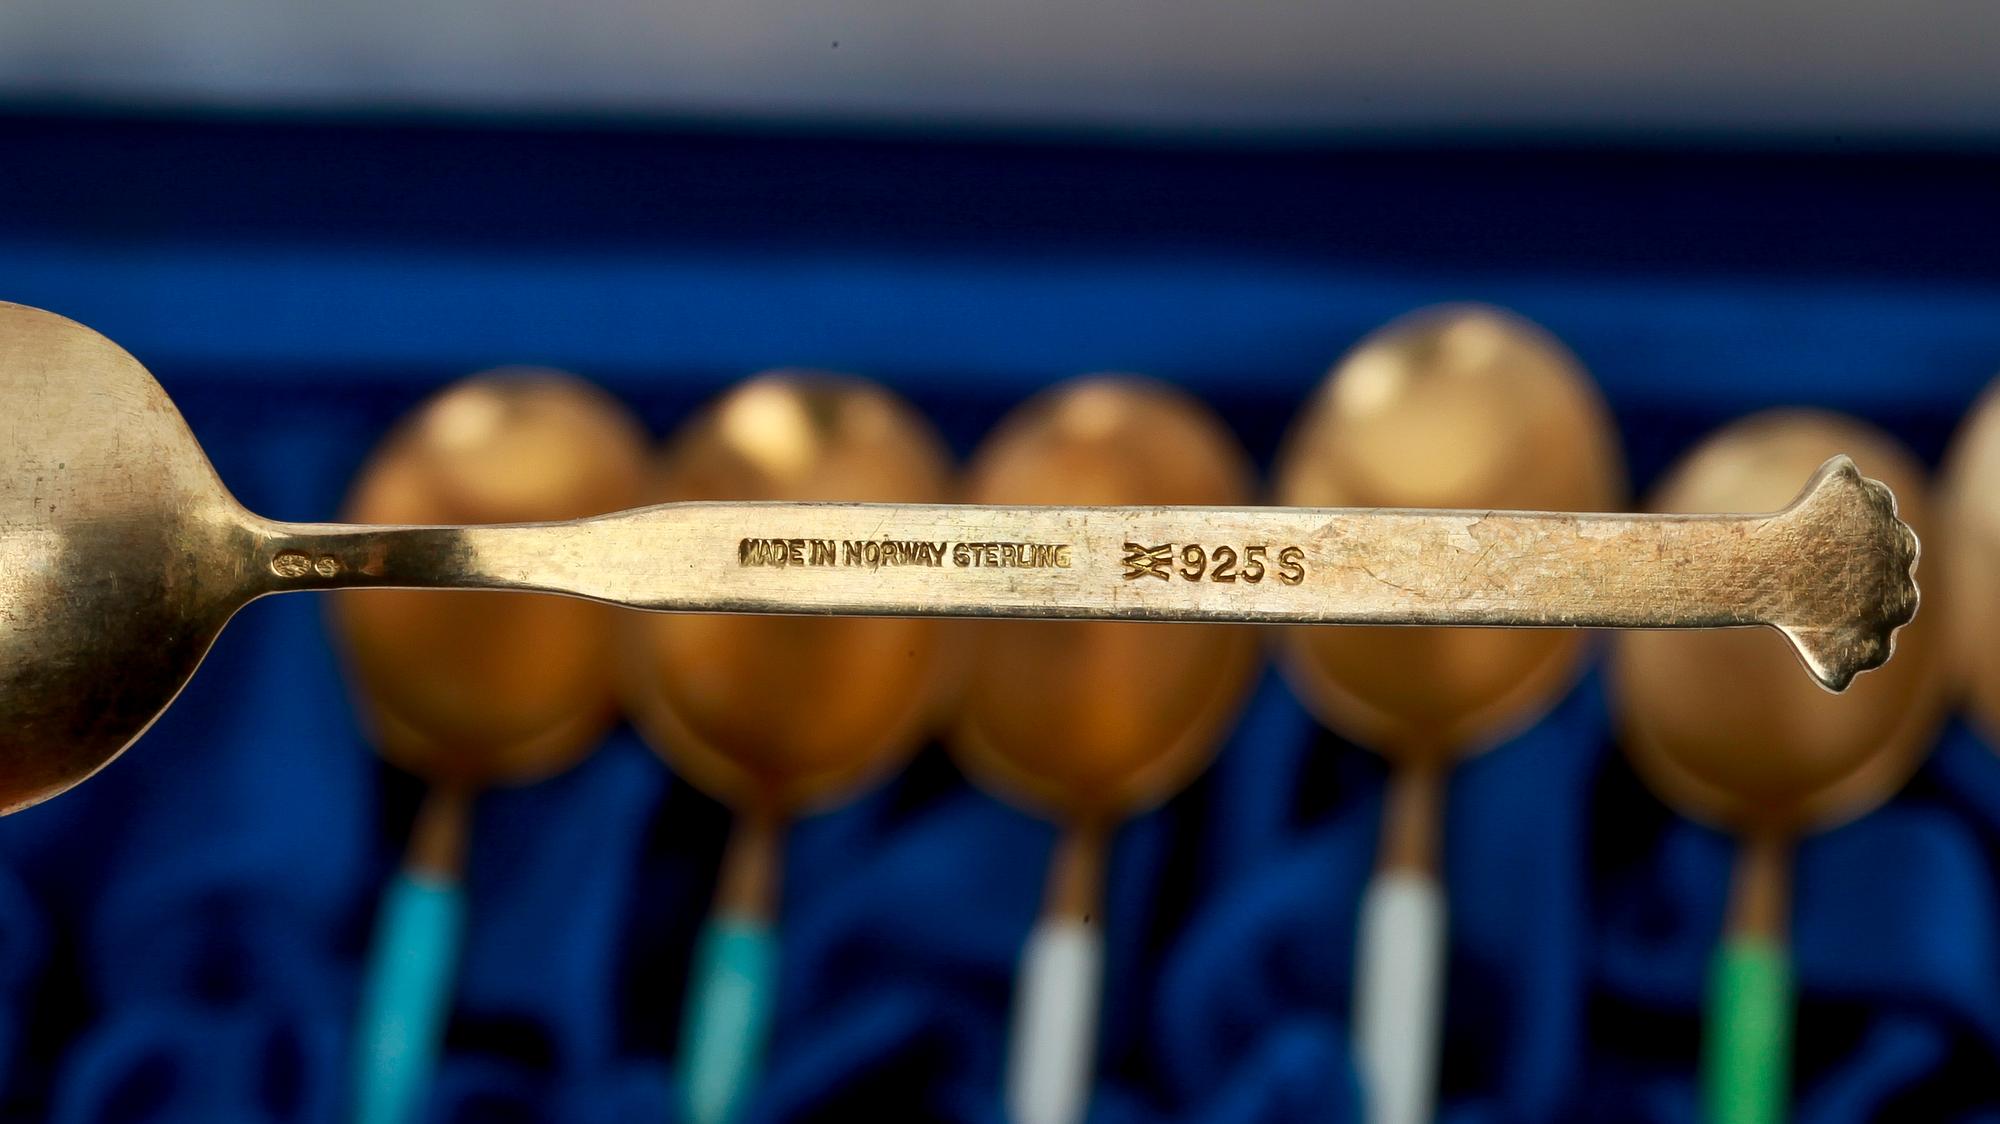 MADE IN NORWAY STERLING 925 S